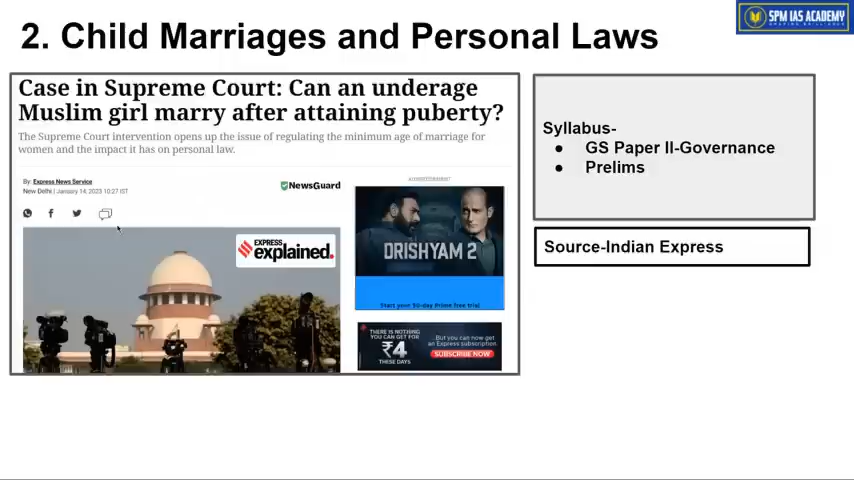 2. Child Marriages and Personal Laws
SPM IAS ACADEMY
Case in Supreme Court: Can an underage
Muslim girl marry after attaining puberty?
The Supreme Court intervention opens up the issue of regulating the minimum age of marriage for
women and the impact it has on personal law.
By: Express News Service
New Delhi | January 14, 2023 10:27 IST
NewsGuard
ADVERTISEMENT
EXPRESS
explained.
DRISHYAM 2
Start your 30-day Prime free trial
THERE IS NOTHING
YOU CAN GET FOR
₹4
THESE DAYS
But you can now get
an Express subscription.
SUBSCRIBE NOW
Syllabus-
● GS Paper II-Governance
● Prelims
Source-Indian Express